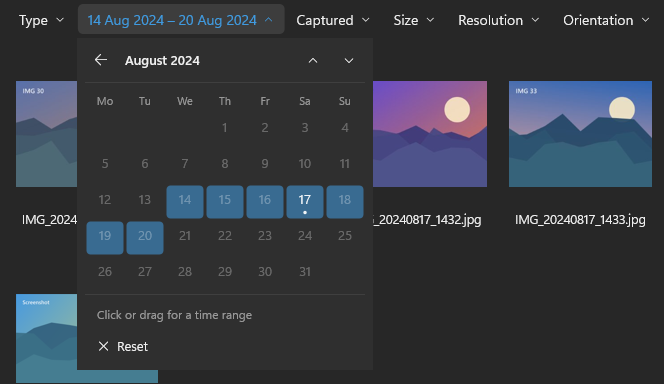 Type 14 Aug 2024 – 20 Aug 2024 Captured Size Resolution Orientation
August 2024
Mo Tu We Th Fr Sa Su
1 2 3 4
5 6 7 8 9 10 11
12 13 14 15 16 17 18
19 20 21 22 23 24 25
26 27 28 29 30 31
Click or drag for a time range
Reset
IMG 30
IMG 33
IMG_202
_20240817_1432.jpg
IMG_20240817_1433.jpg
Screenshot